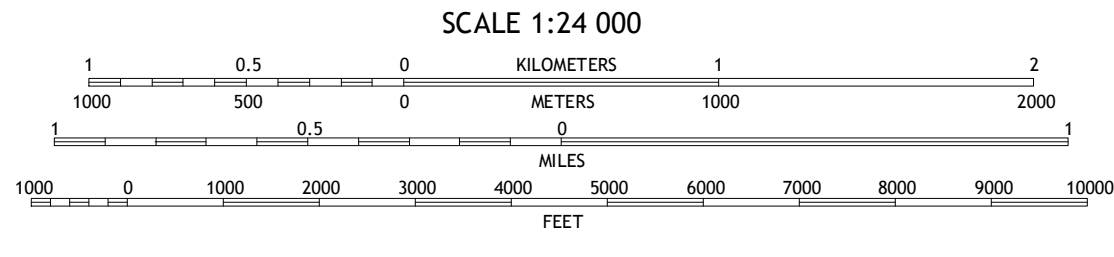 SCALE 1:24 000
1 0.5 0 KILOMETERS 1 2
1000 500 0 METERS 1000 2000
1 0.5 0 1
MILES
1000 0 1000 2000 3000 4000 5000 6000 7000 8000 9000 10000
FEET